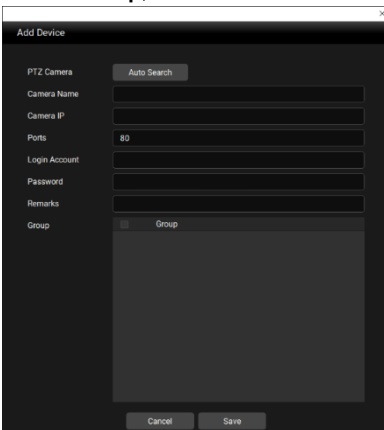 Add Device
PTZ Camera Auto Search
Camera Name
Camera IP
Ports 80
Login Account
Password
Remarks
Group Group
Cancel Save